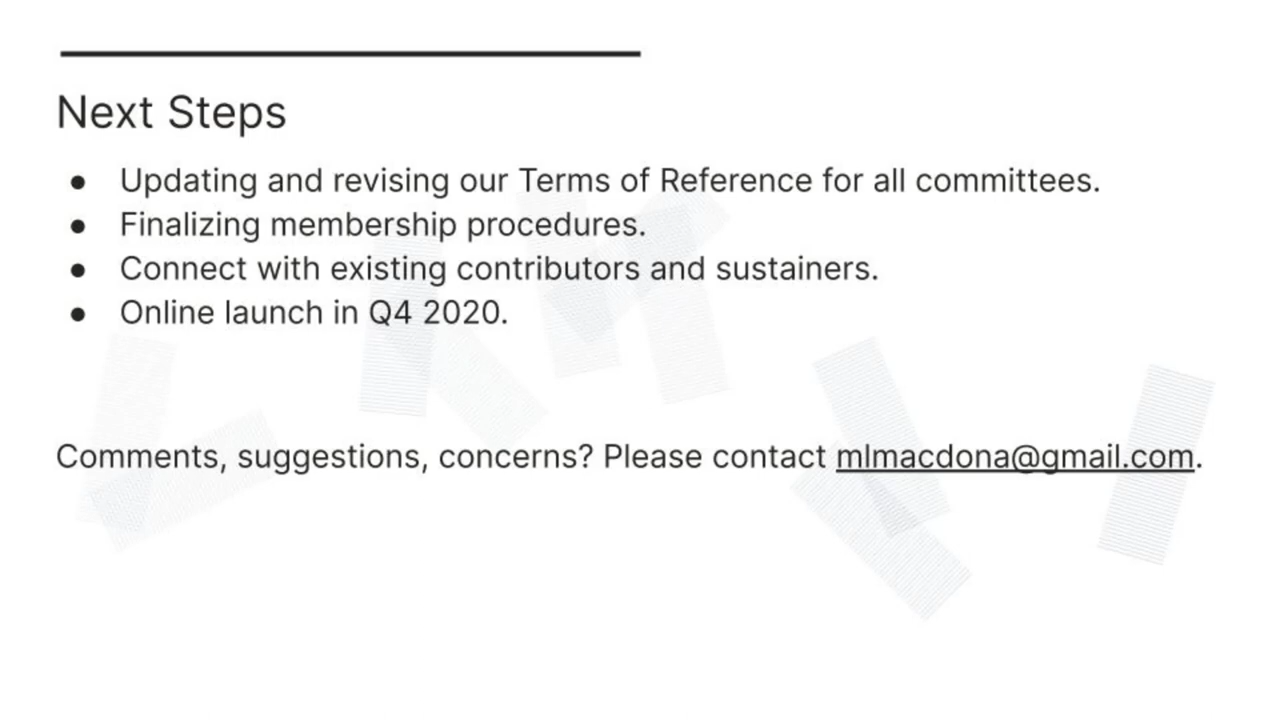 Next Steps
● Updating and revising our Terms of Reference for all committees.
● Finalizing membership procedures.
● Connect with existing contributors and sustainers.
● Online launch in Q4 2020.
Comments, suggestions, concerns? Please contact mlmacdona@gmail.com.